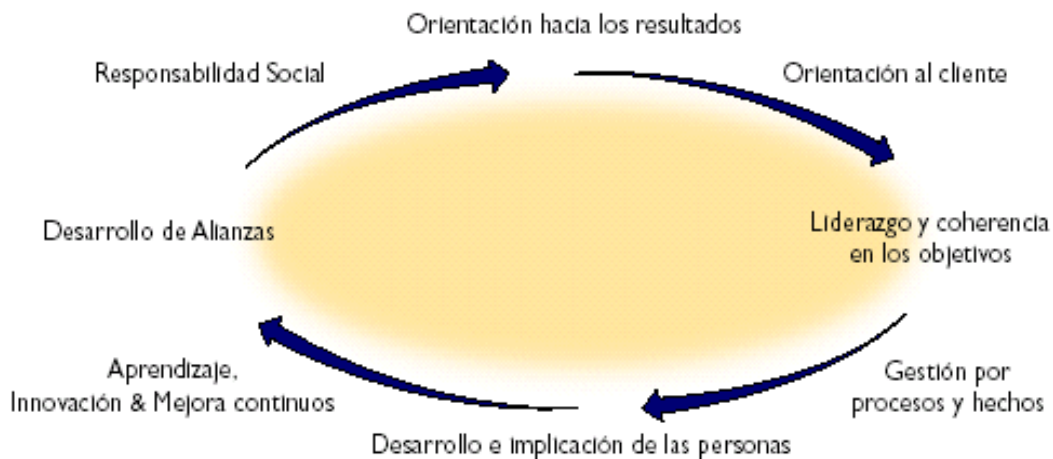 Orientación hacia los resultados
Responsabilidad Social
Orientación al cliente
Desarrollo de Alianzas
Liderazgo y coherencia
en los objetivos
Aprendizaje,
Innovación & Mejora continuos
Gestión por
procesos y hechos
Desarrollo e implicación de las personas